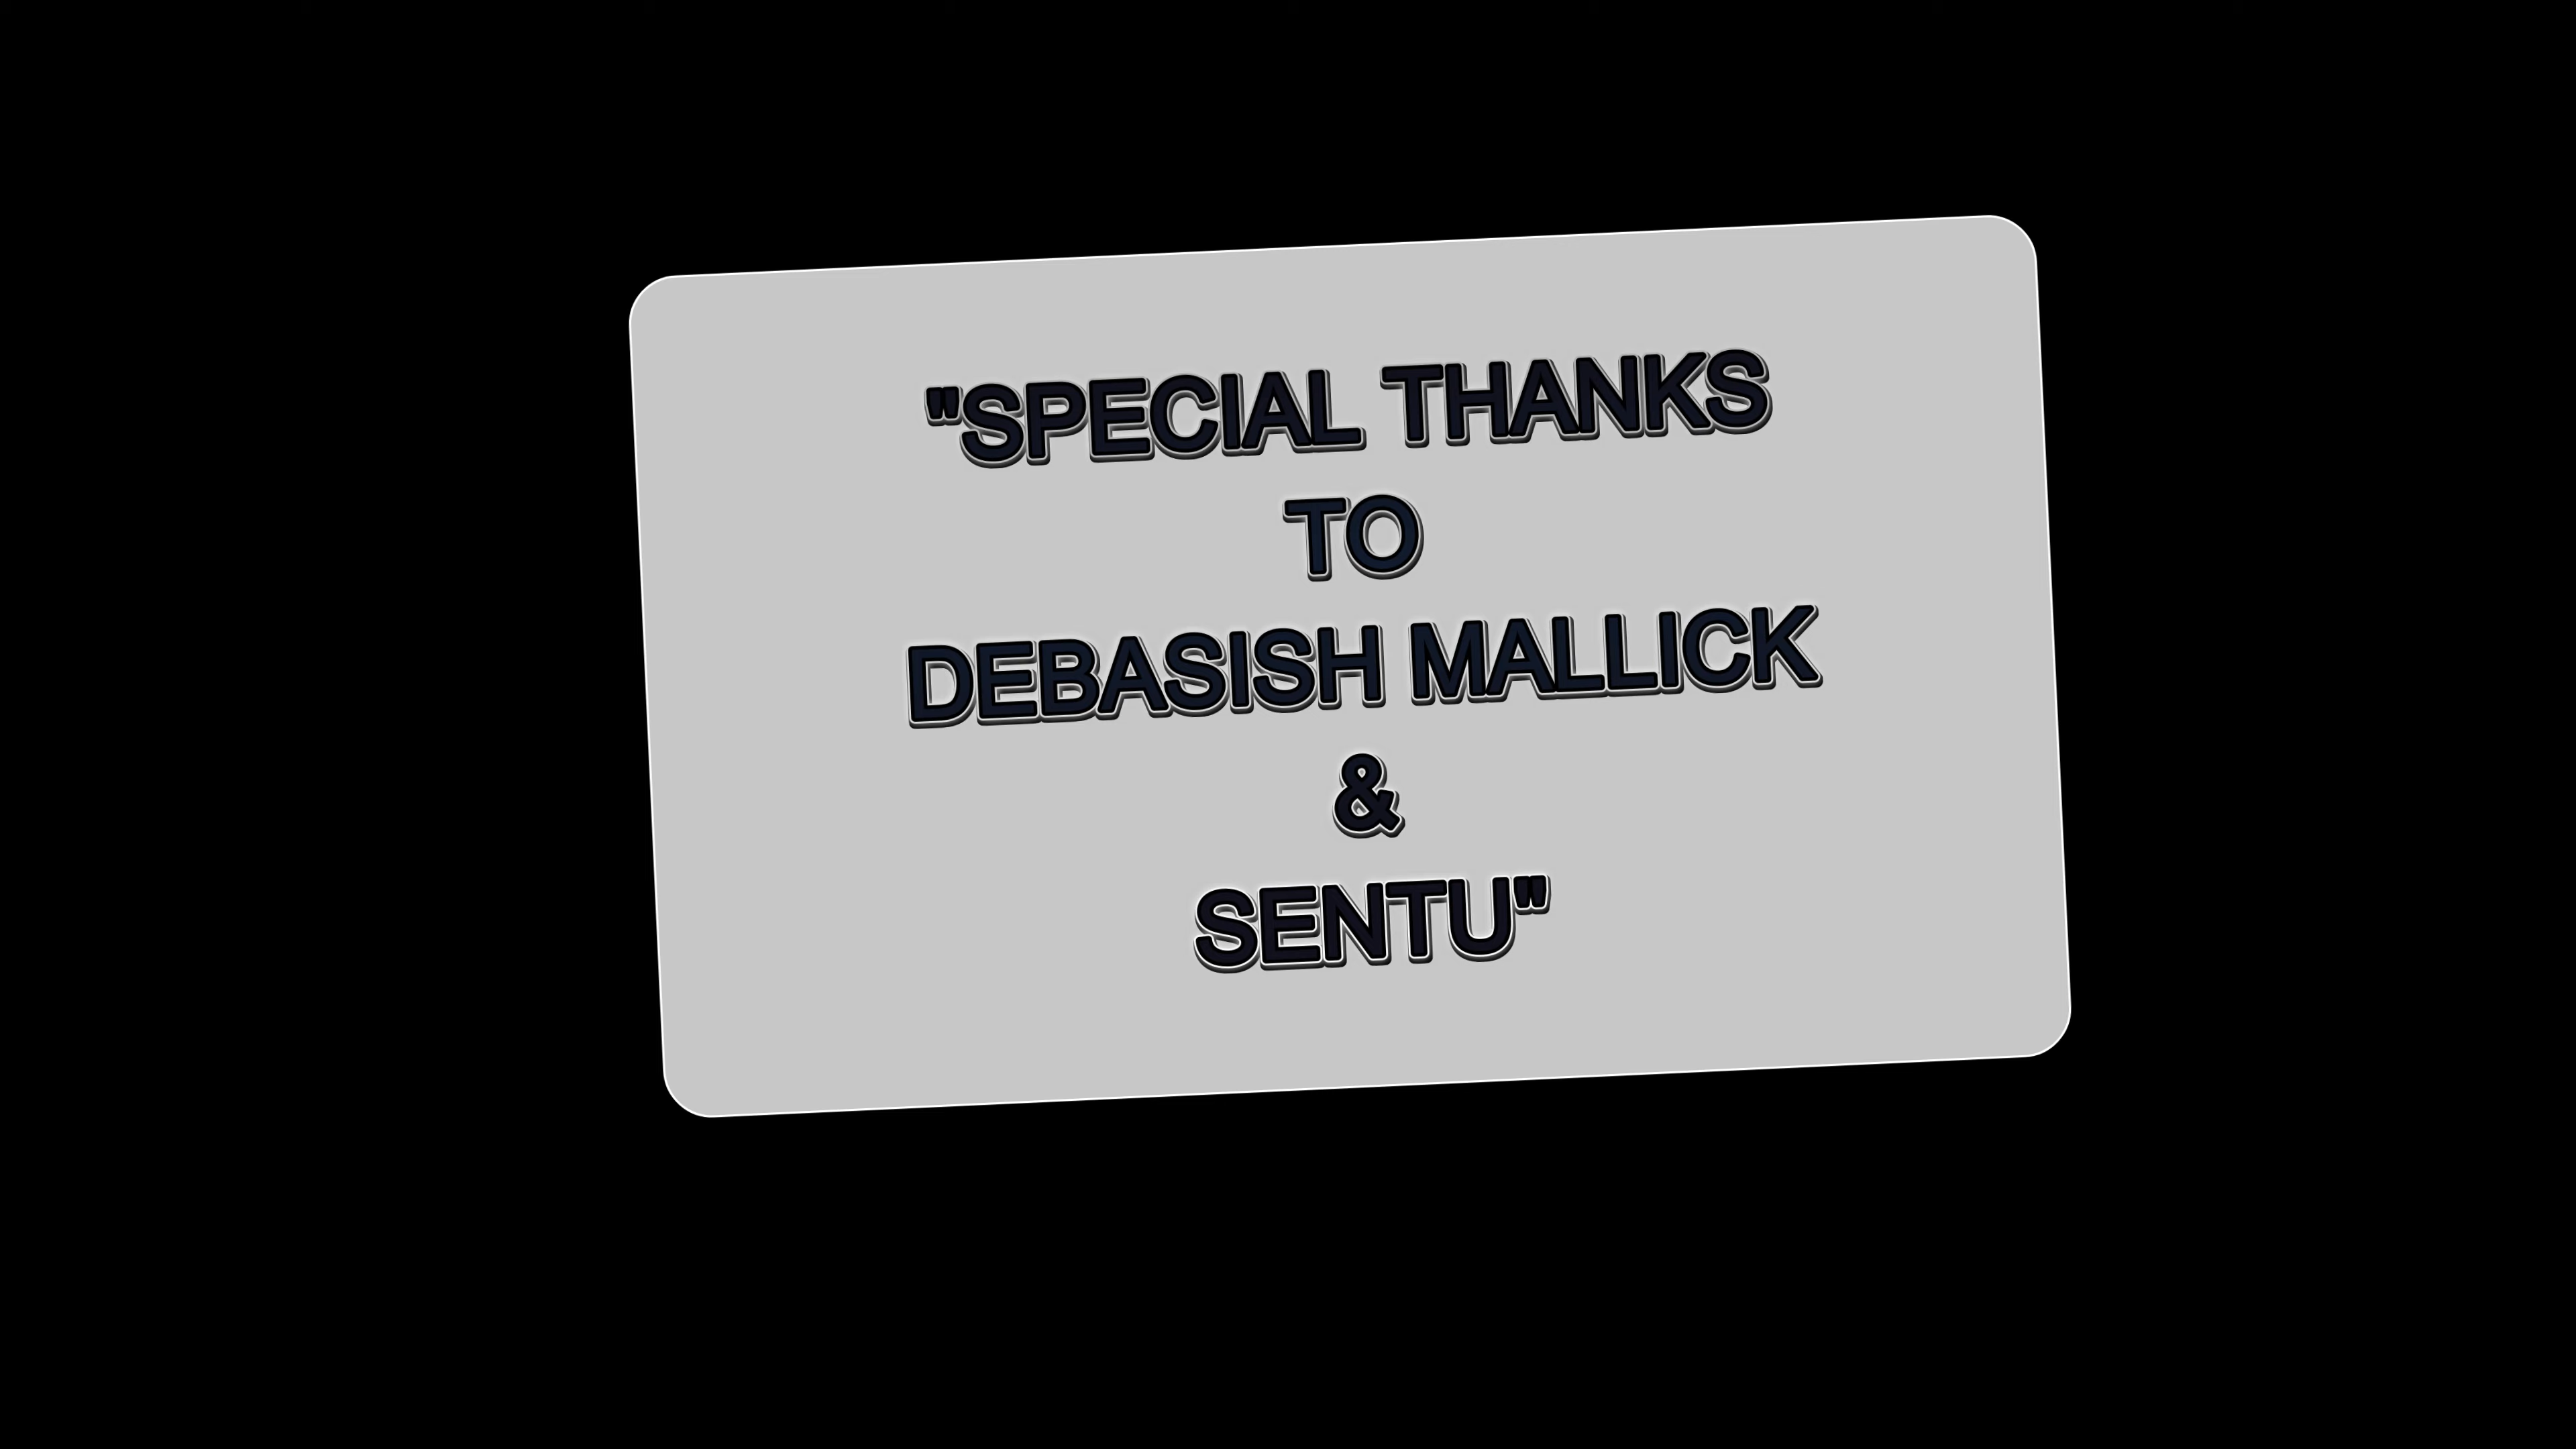 "SPECIAL THANKS
TO
DEBASISH MALLICK
&
SENTU"